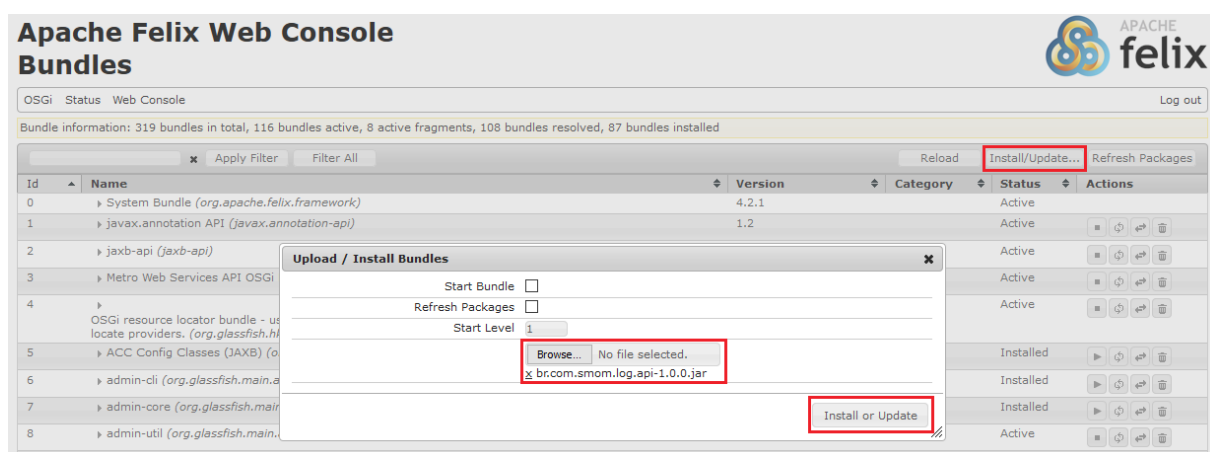 Apache Felix Web Console
Bundles
APACHE
felix
OSGi Status Web Console Log out
Bundle information: 319 bundles in total, 116 bundles active, 8 active fragments, 108 bundles resolved, 87 bundles installed
x Apply Filter Filter All Reload Install/Update... Refresh Packages
Id Name Version Category Status Actions
0 System Bundle (org.apache.felix.framework) 4.2.1 Active
1 javax.annotation API (javax.annotation-api) 1.2 Active
2 jaxb-api (jaxb-api) Active
3 Metro Web Services API OSGi Active
4 Active
OSGi resource locator bundle - us
locate providers. (org.glassfish.hk
5 ACC Config Classes (JAXB) (o Installed
6 admin-cli (org.glassfish.main.a Installed
7 admin-core (org.glassfish.main Installed
8 admin-util (org.glassfish.main. Active
Upload / Install Bundles x
Start Bundle
Refresh Packages
Start Level 1
Browse... No file selected.
x br.com.smom.log.api-1.0.0.jar
Install or Update